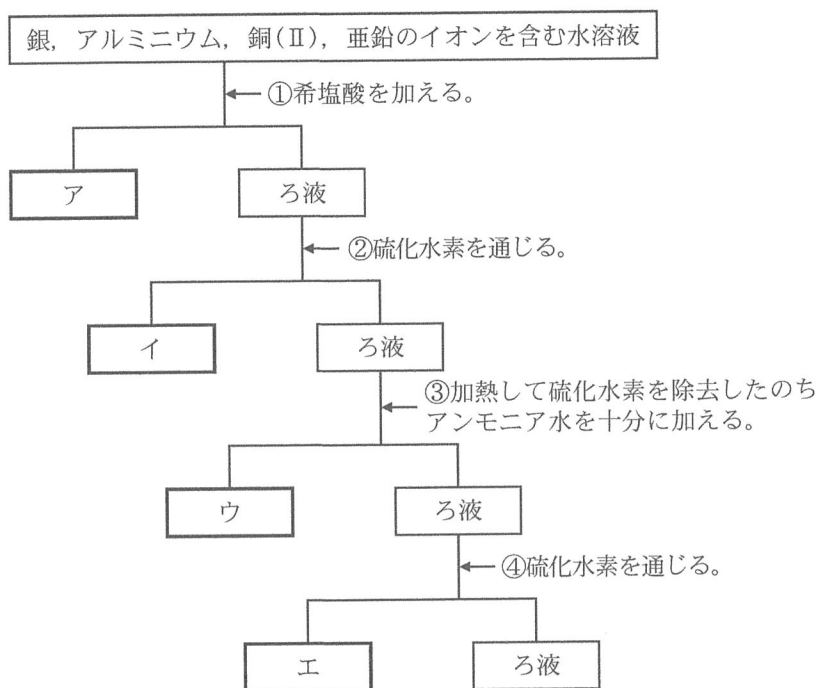 銀，アルミニウム，銅(Ⅱ)，亜鉛のイオンを含む水溶液
①希塩酸を加える。
ア
ろ液
②硫化水素を通じる。
イ
ろ液
③加熱して硫化水素を除去したのち
アンモニア水を十分に加える。
ウ
ろ液
④硫化水素を通じる。
エ
ろ液